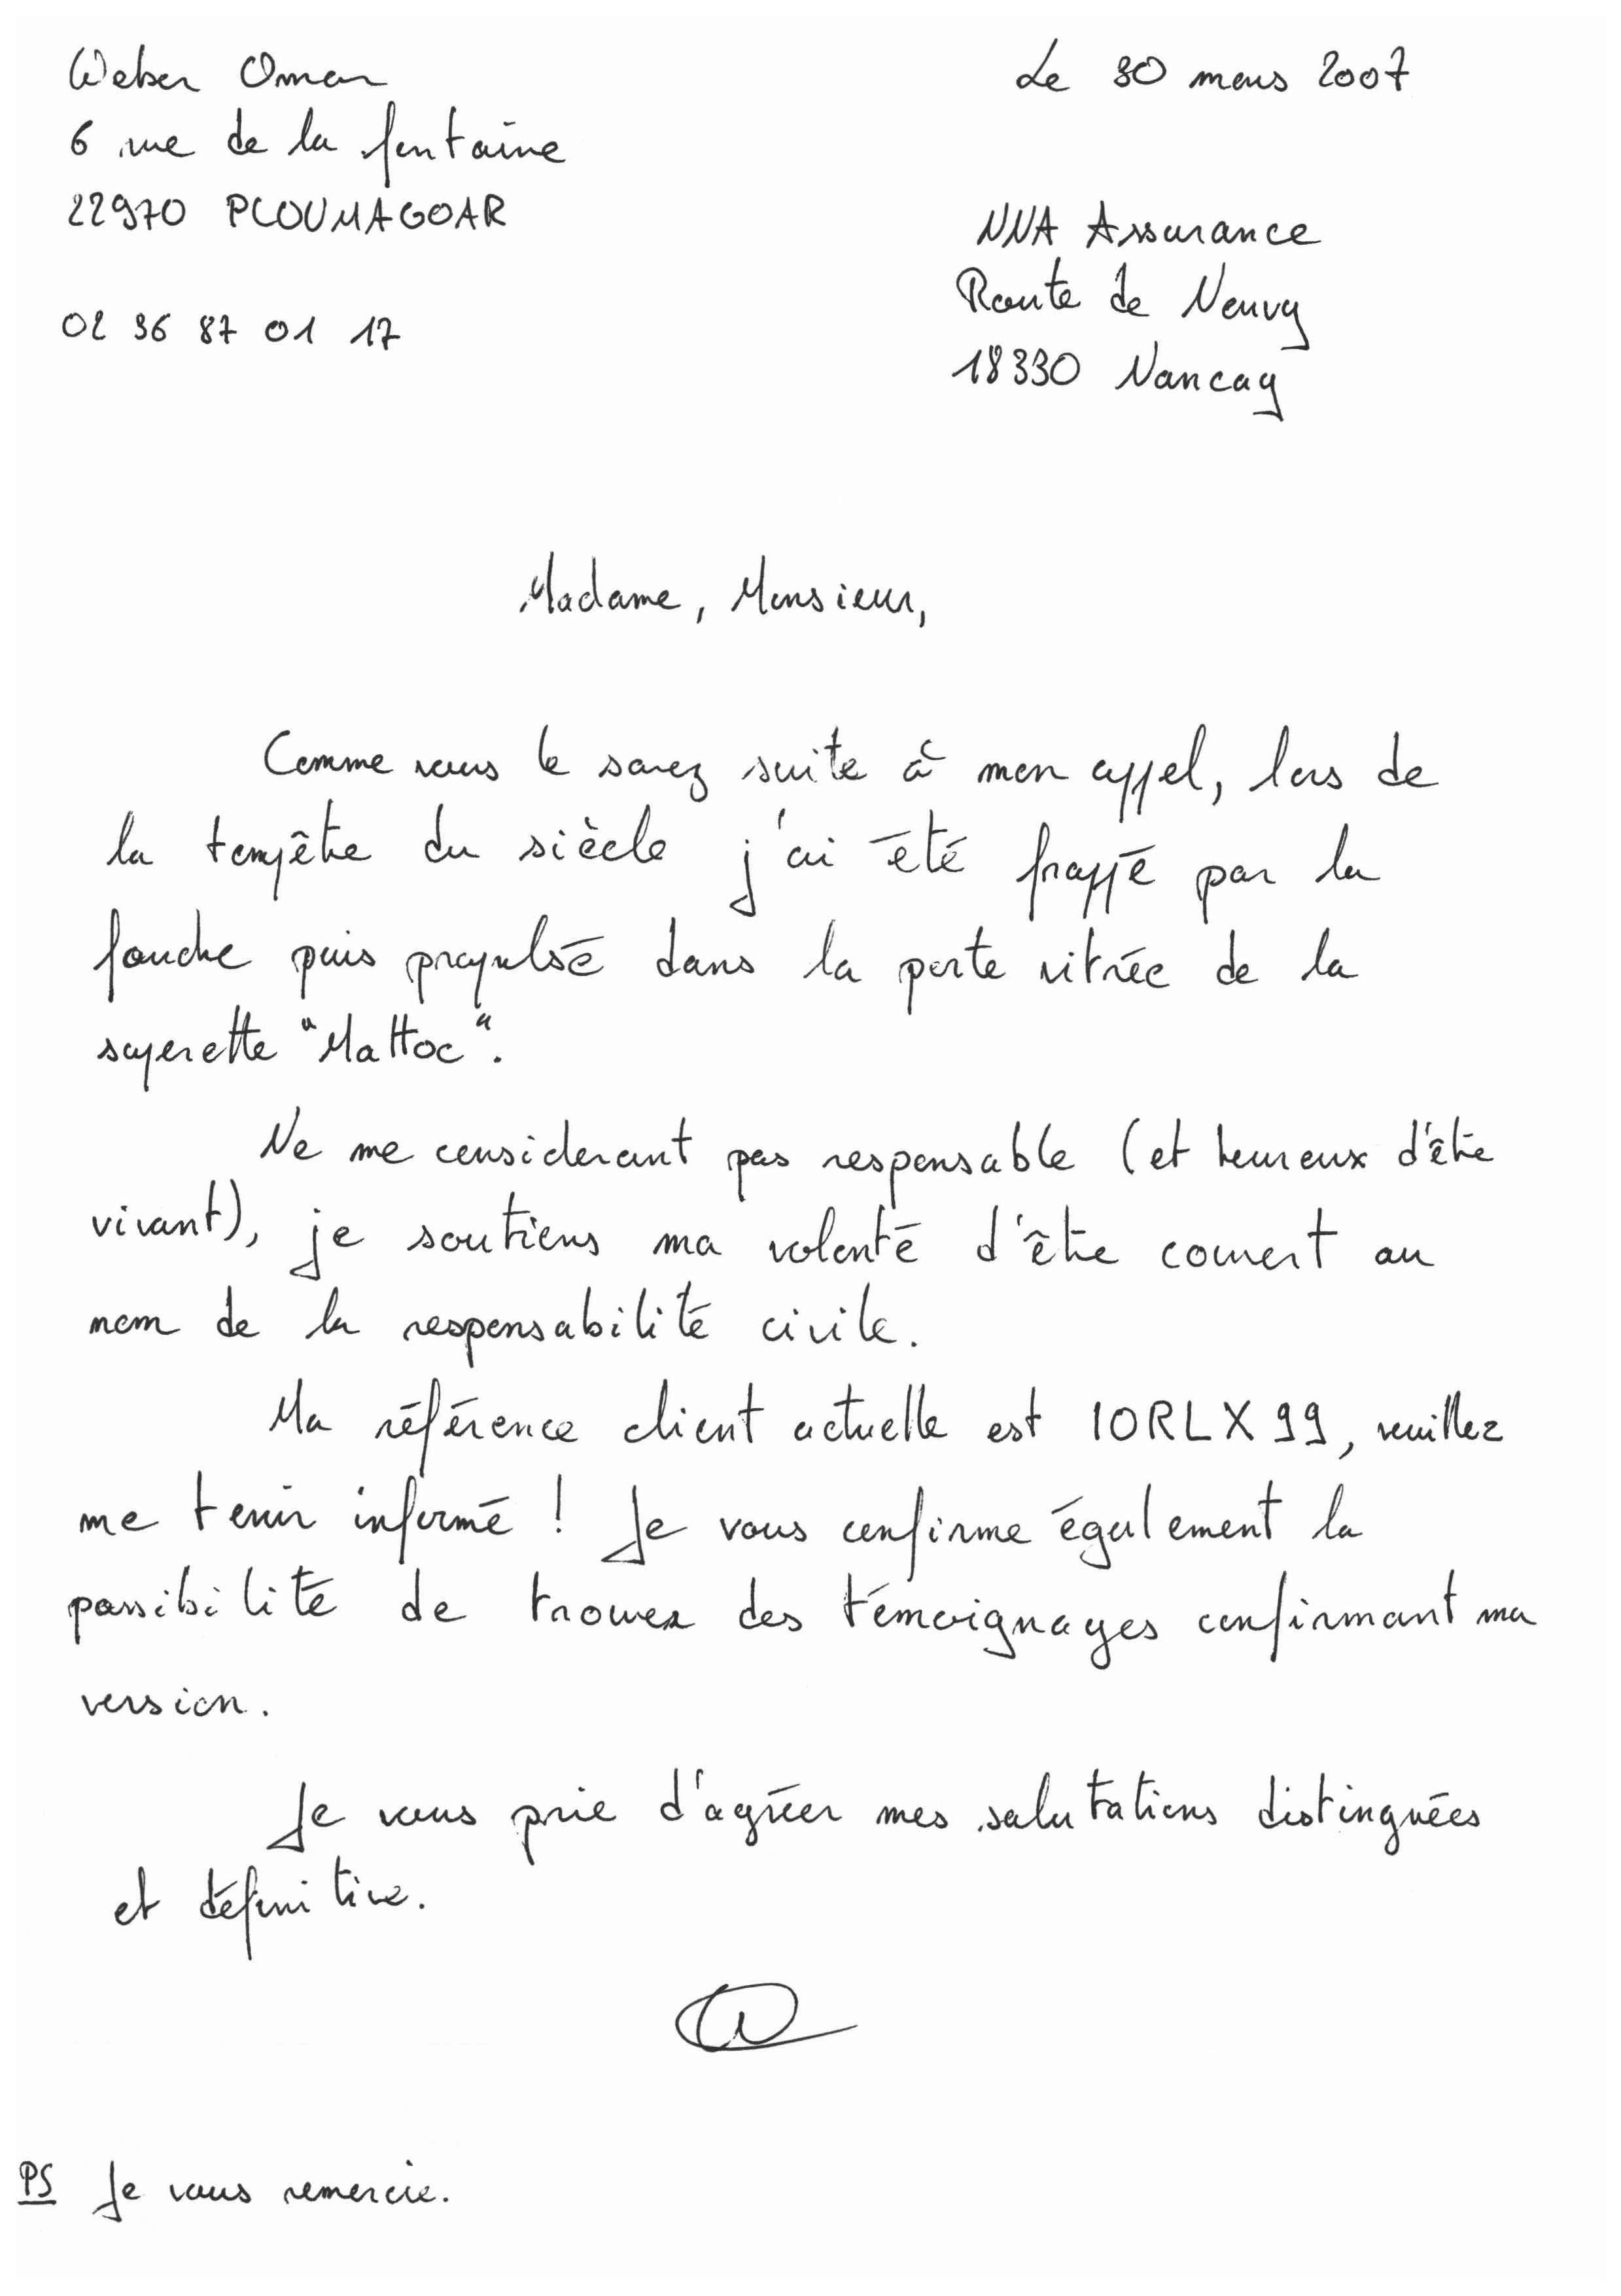 Weber Omar
6 rue de la fontaine
22970 PLOUMAGOAR
02 96 87 01 17
Le 30 mars 2007
NNA Assurance
Route de Neuvy
18330 Nancay
Madame, Monsieur,
Comme vous le savez suite à mon appel, lors de
la tempête du siècle j'ai été frappé par la
foudre puis propulsé dans la porte vitrée de la
superette "Mattoc".
Ne me considerant pas responsable (et heureux d'être
vivant), je soutiens ma volonté d'être couvert au
nom de la responsabilité civile.
Ma référence client actuelle est IORLX99, veuillez
me tenir informé ! Je vous confirme également la
possibilité de trouver des témoignages confirmant ma
version.
Je vous prie d'agréer mes salutations distinguées
et définitive.
PS Je vous remercie.